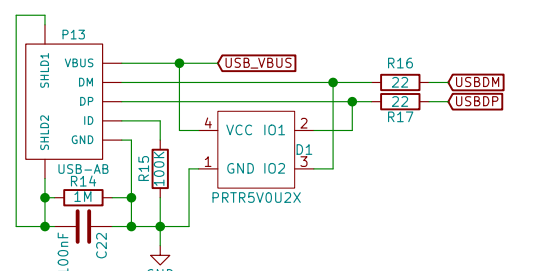 P13
SHLD1
VBUS
USB_VBUS
DM
R16
22
USBDM
DP
22
USBDP
R17
SHLD2
ID
4
VCC IO1
2
D1
GND
1
GND IO2
3
USB-AB
R14
1M
R15
100K
PRTR5V0U2X
100nF
C22